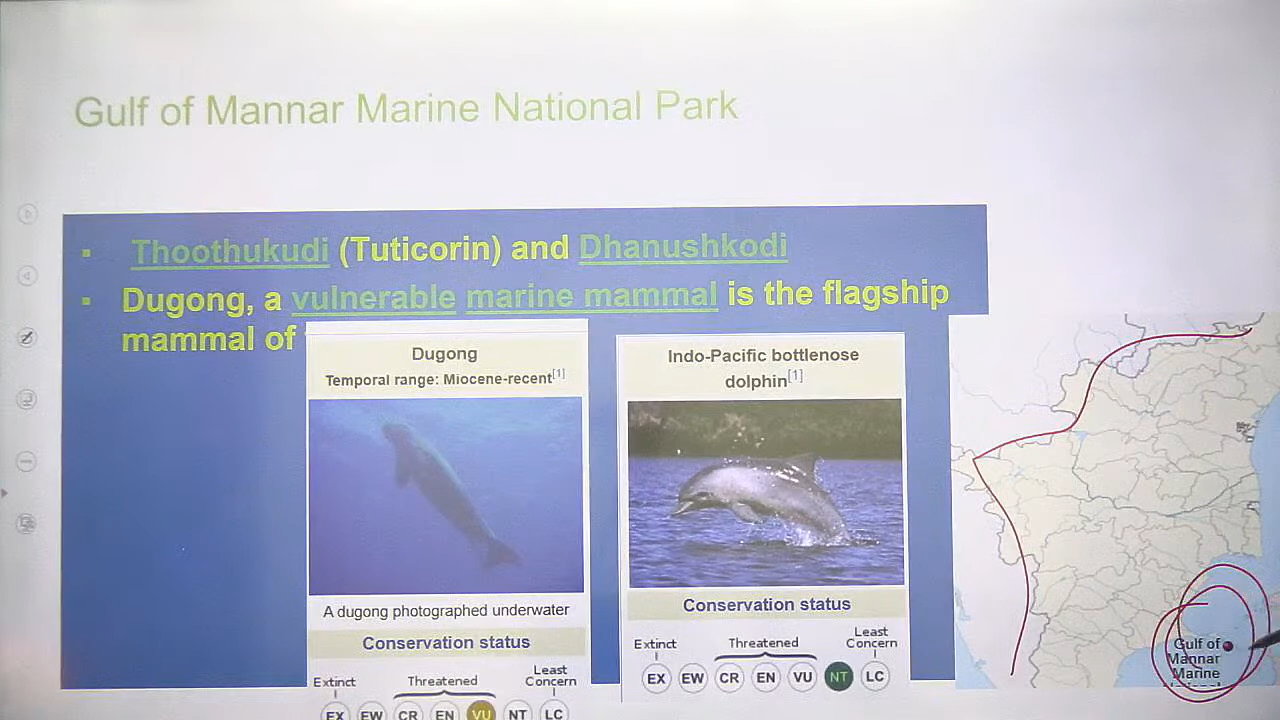 Gulf of Mannar Marine National Park
Thoothukudi (Tuticorin) and Dhanushkodi
Dugong, a vulnerable marine mammal is the flagship
mammal of
Dugong
Temporal range: Miocene-recent[1]
A dugong photographed underwater
Conservation status
Extinct
Threatened
Least
Concern
EX EW CR EN VU NT LC
Indo-Pacific bottlenose
dolphin[1]
Conservation status
Extinct
Threatened
Least
Concern
EX EW CR EN VU NT LC
Gulf of
Mannar
Marine